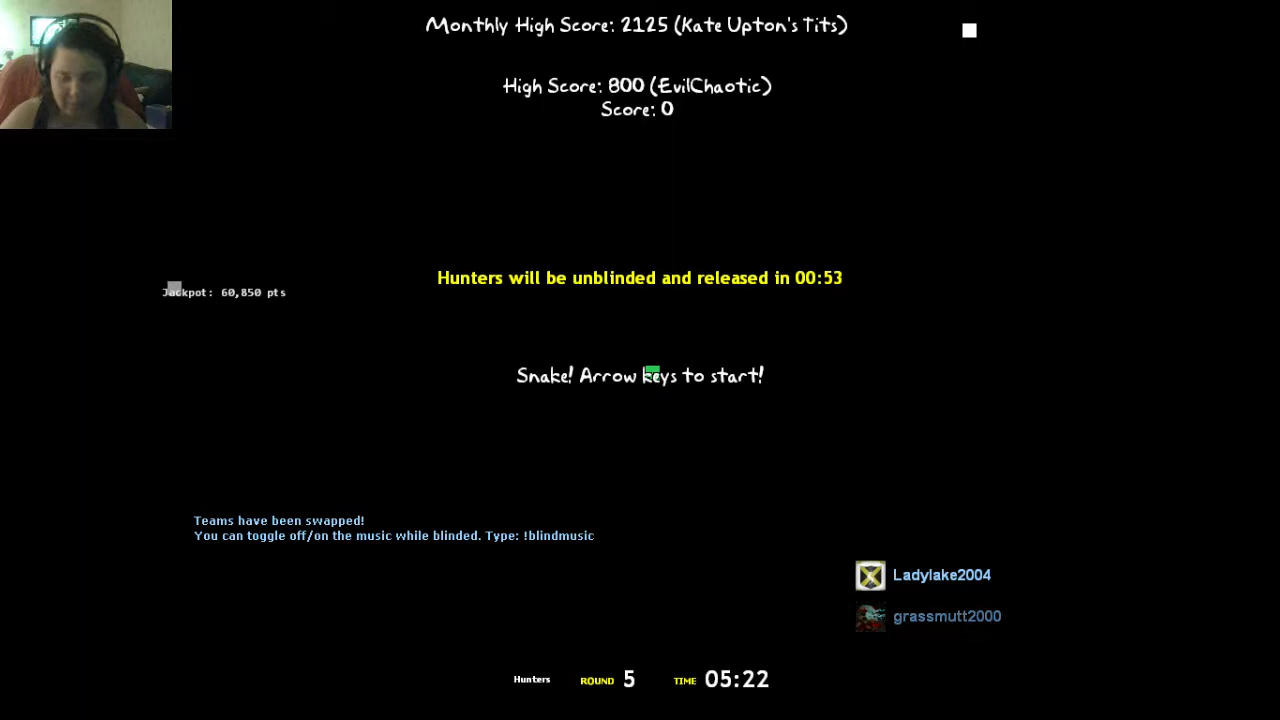 Monthly High Score: 2125 (Kate Upton's Tits)
High Score: 800 (EvilChaotic)
Score: 0
Hunters will be unblinded and released in 00:53
Jackpot: 60,850 pts
Snake! Arrow keys to start!
Teams have been swapped!
You can toggle off/on the music while blinded. Type: !blindmusic
Ladylake2004
grassmutt2000
Hunters ROUND 5 TIME 05:22